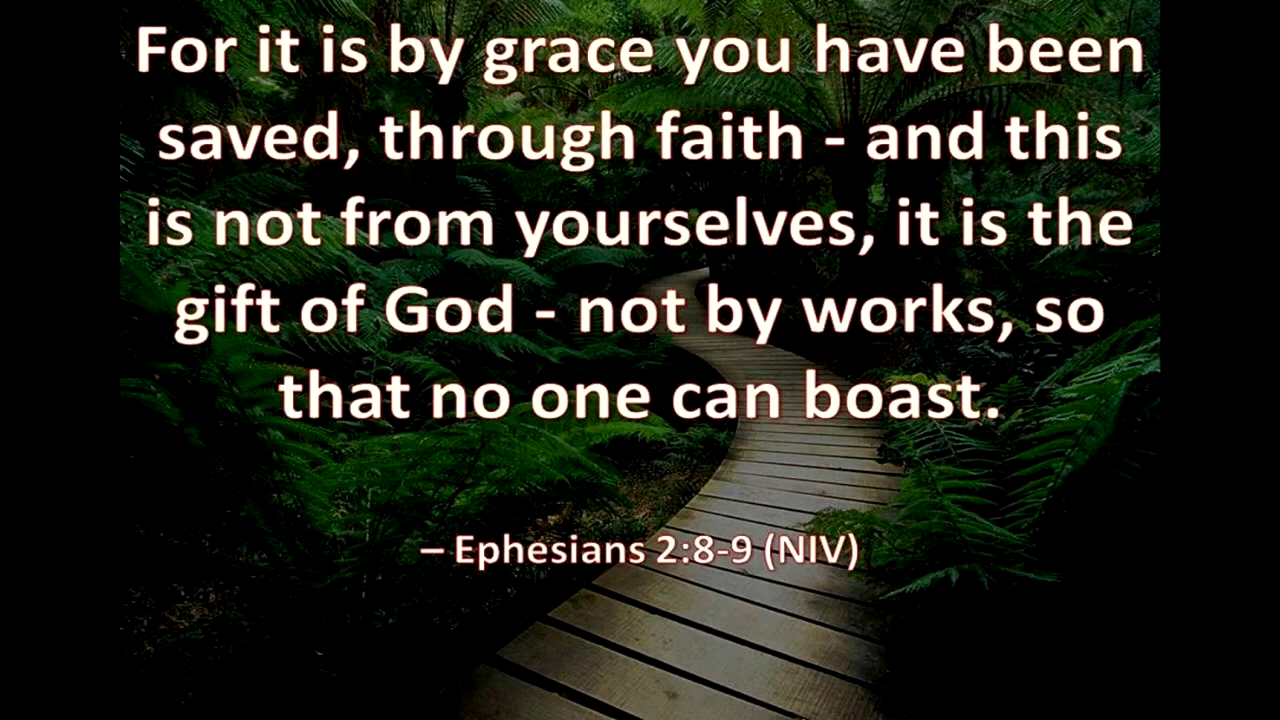 For it is by grace you have been
saved, through faith - and this
is not from yourselves, it is the
gift of God - not by works, so
that no one can boast.
– Ephesians 2:8-9 (NIV)